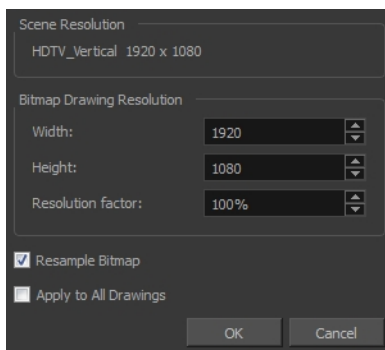 Scene Resolution
HDTV_Vertical 1920 x 1080
Bitmap Drawing Resolution
Width: 1920
Height: 1080
Resolution factor: 100%
Resample Bitmap
Apply to All Drawings
OK Cancel